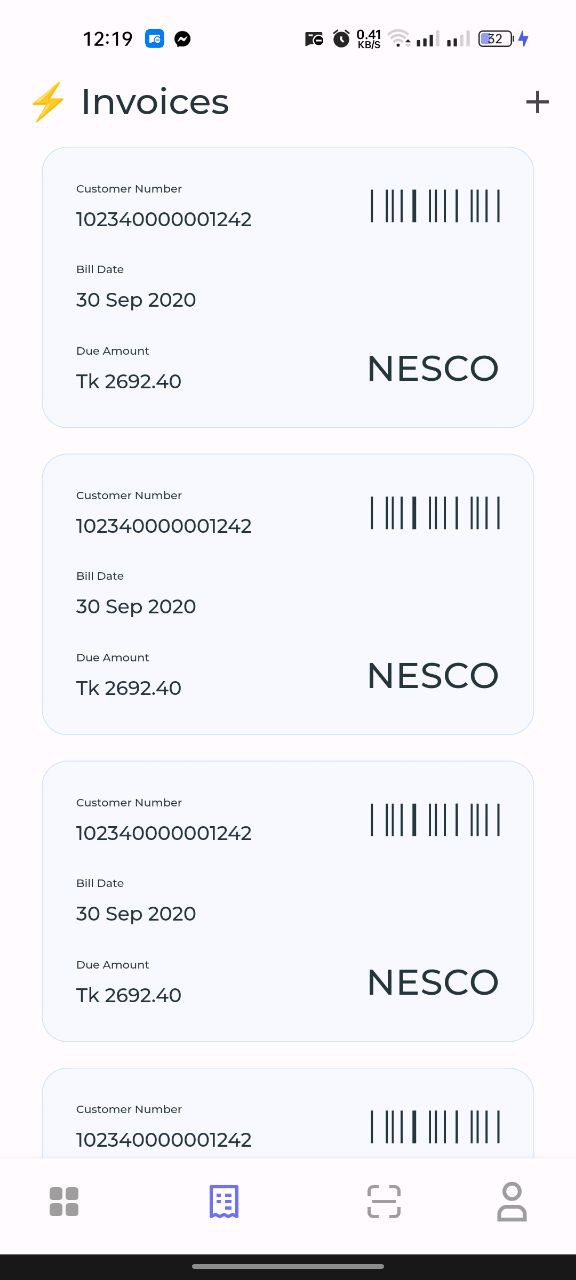 12:19
0.41
KB/S
32
⚡ Invoices
Customer Number
102340000001242
Bill Date
30 Sep 2020
Due Amount
Tk 2692.40
NESCO
Customer Number
102340000001242
Bill Date
30 Sep 2020
Due Amount
Tk 2692.40
NESCO
Customer Number
102340000001242
Bill Date
30 Sep 2020
Due Amount
Tk 2692.40
NESCO
Customer Number
102340000001242